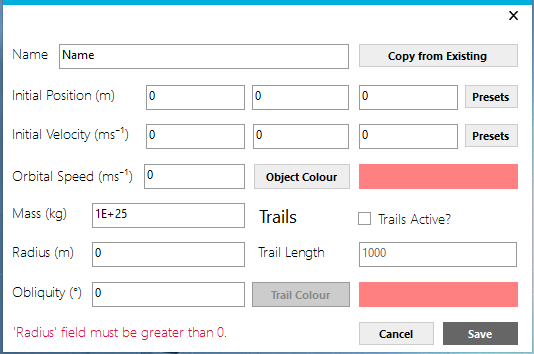 Name Name Copy from Existing
Initial Position (m) 0 0 0 Presets
Initial Velocity (ms⁻¹) 0 0 0 Presets
Orbital Speed (ms⁻¹) 0 Object Colour
Mass (kg) 1E+25 Trails Trails Active?
Radius (m) 0 Trail Length 1000
Obliquity (°) 0 Trail Colour
'Radius' field must be greater than 0. Cancel Save